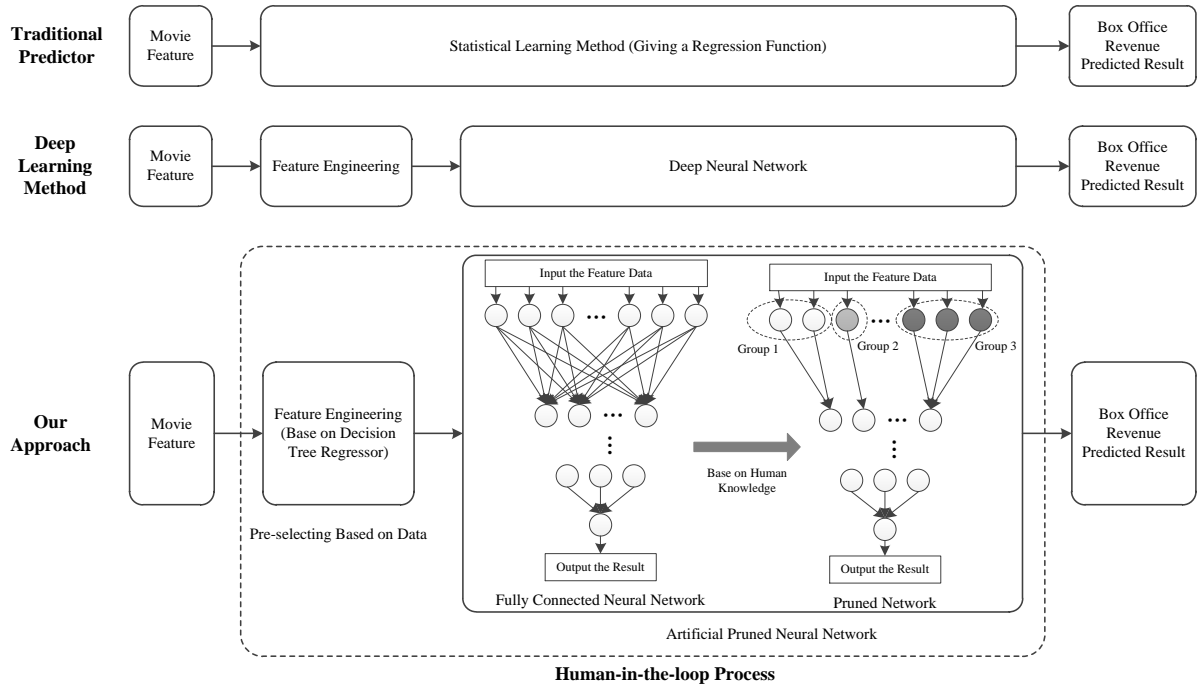 Traditional
Predictor
Movie
Feature
Statistical Learning Method (Giving a Regression Function)
Box Office
Revenue
Predicted Result
Deep
Learning
Method
Movie
Feature
Feature Engineering
Deep Neural Network
Box Office
Revenue
Predicted Result
Our
Approach
Movie
Feature
Feature Engineering
(Base on Decision
Tree Regressor)
Pre-selecting Based on Data
Input the Feature Data
...
...
Output the Result
Fully Connected Neural Network
Base on Human
Knowledge
Input the Feature Data
...
Group 1
Group 2
Group 3
...
Output the Result
Pruned Network
Artificial Pruned Neural Network
Box Office
Revenue
Predicted Result
Human-in-the-loop Process